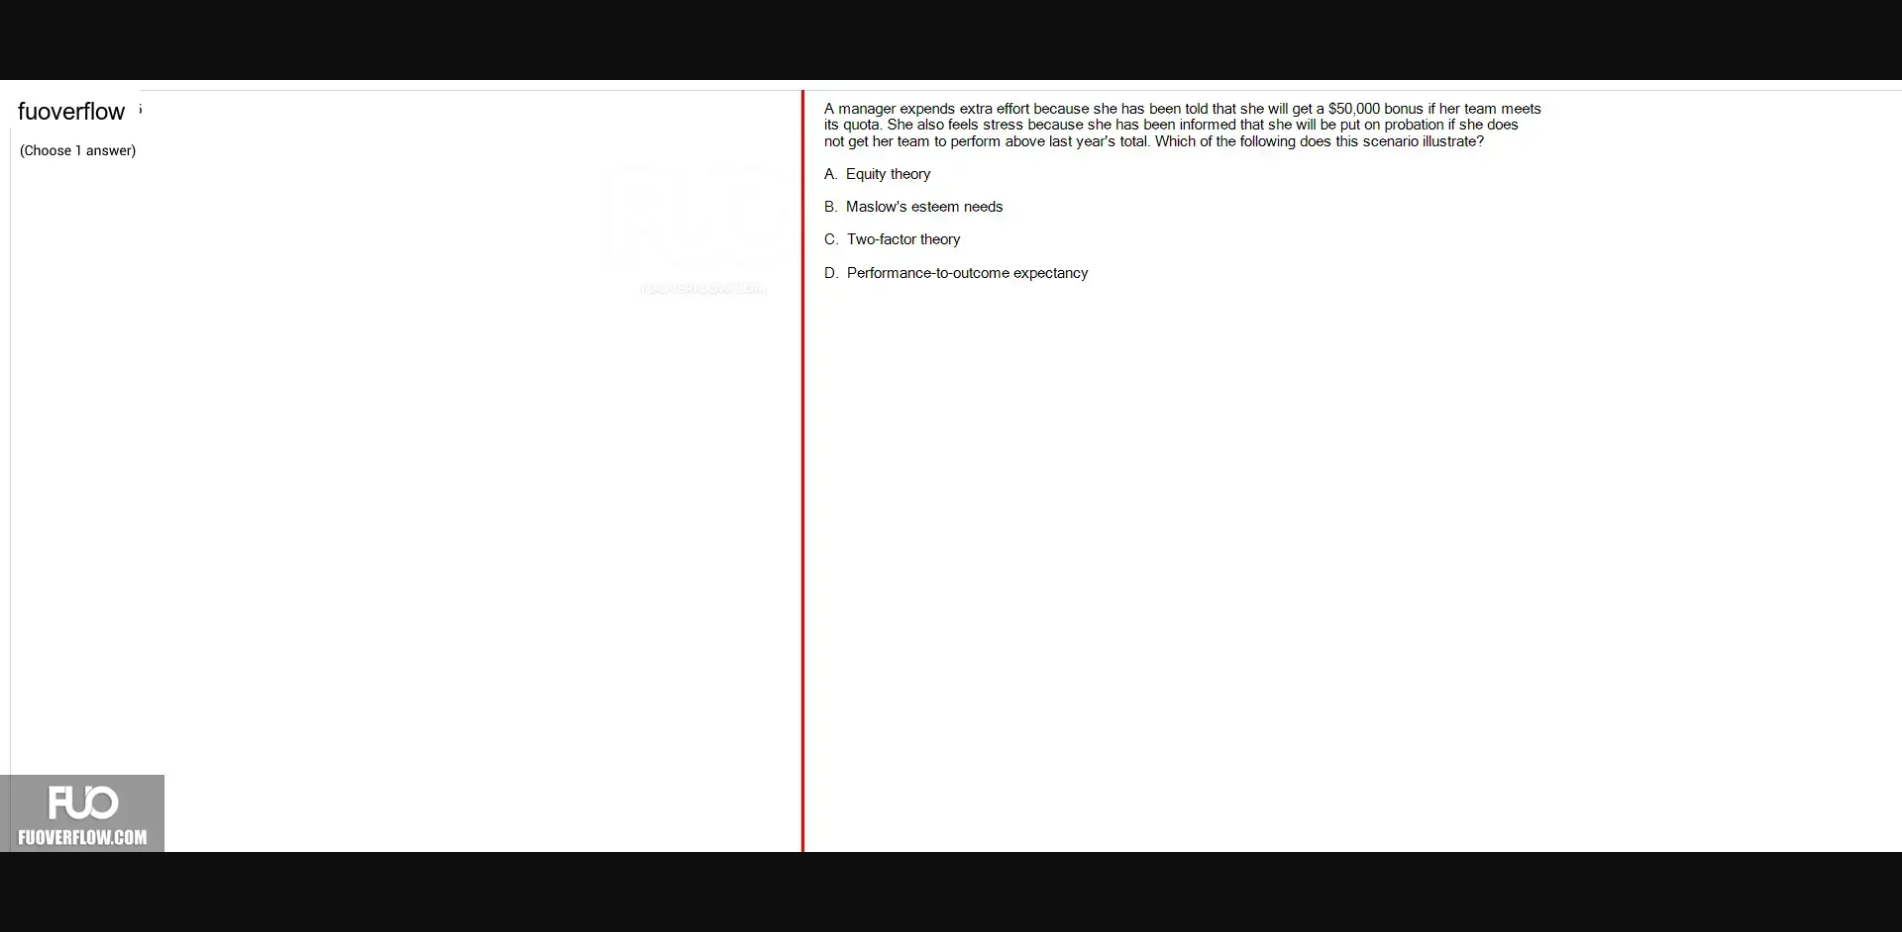 fuoverflow
(Choose 1 answer)
A manager expends extra effort because she has been told that she will get a $50,000 bonus if her team meets
its quota. She also feels stress because she has been informed that she will be put on probation if she does
not get her team to perform above last year's total. Which of the following does this scenario illustrate?
A. Equity theory
B. Maslow's esteem needs
C. Two-factor theory
D. Performance-to-outcome expectancy
FUO
FUOVERFLOW.COM
FUO
FUOVERFLOW.COM